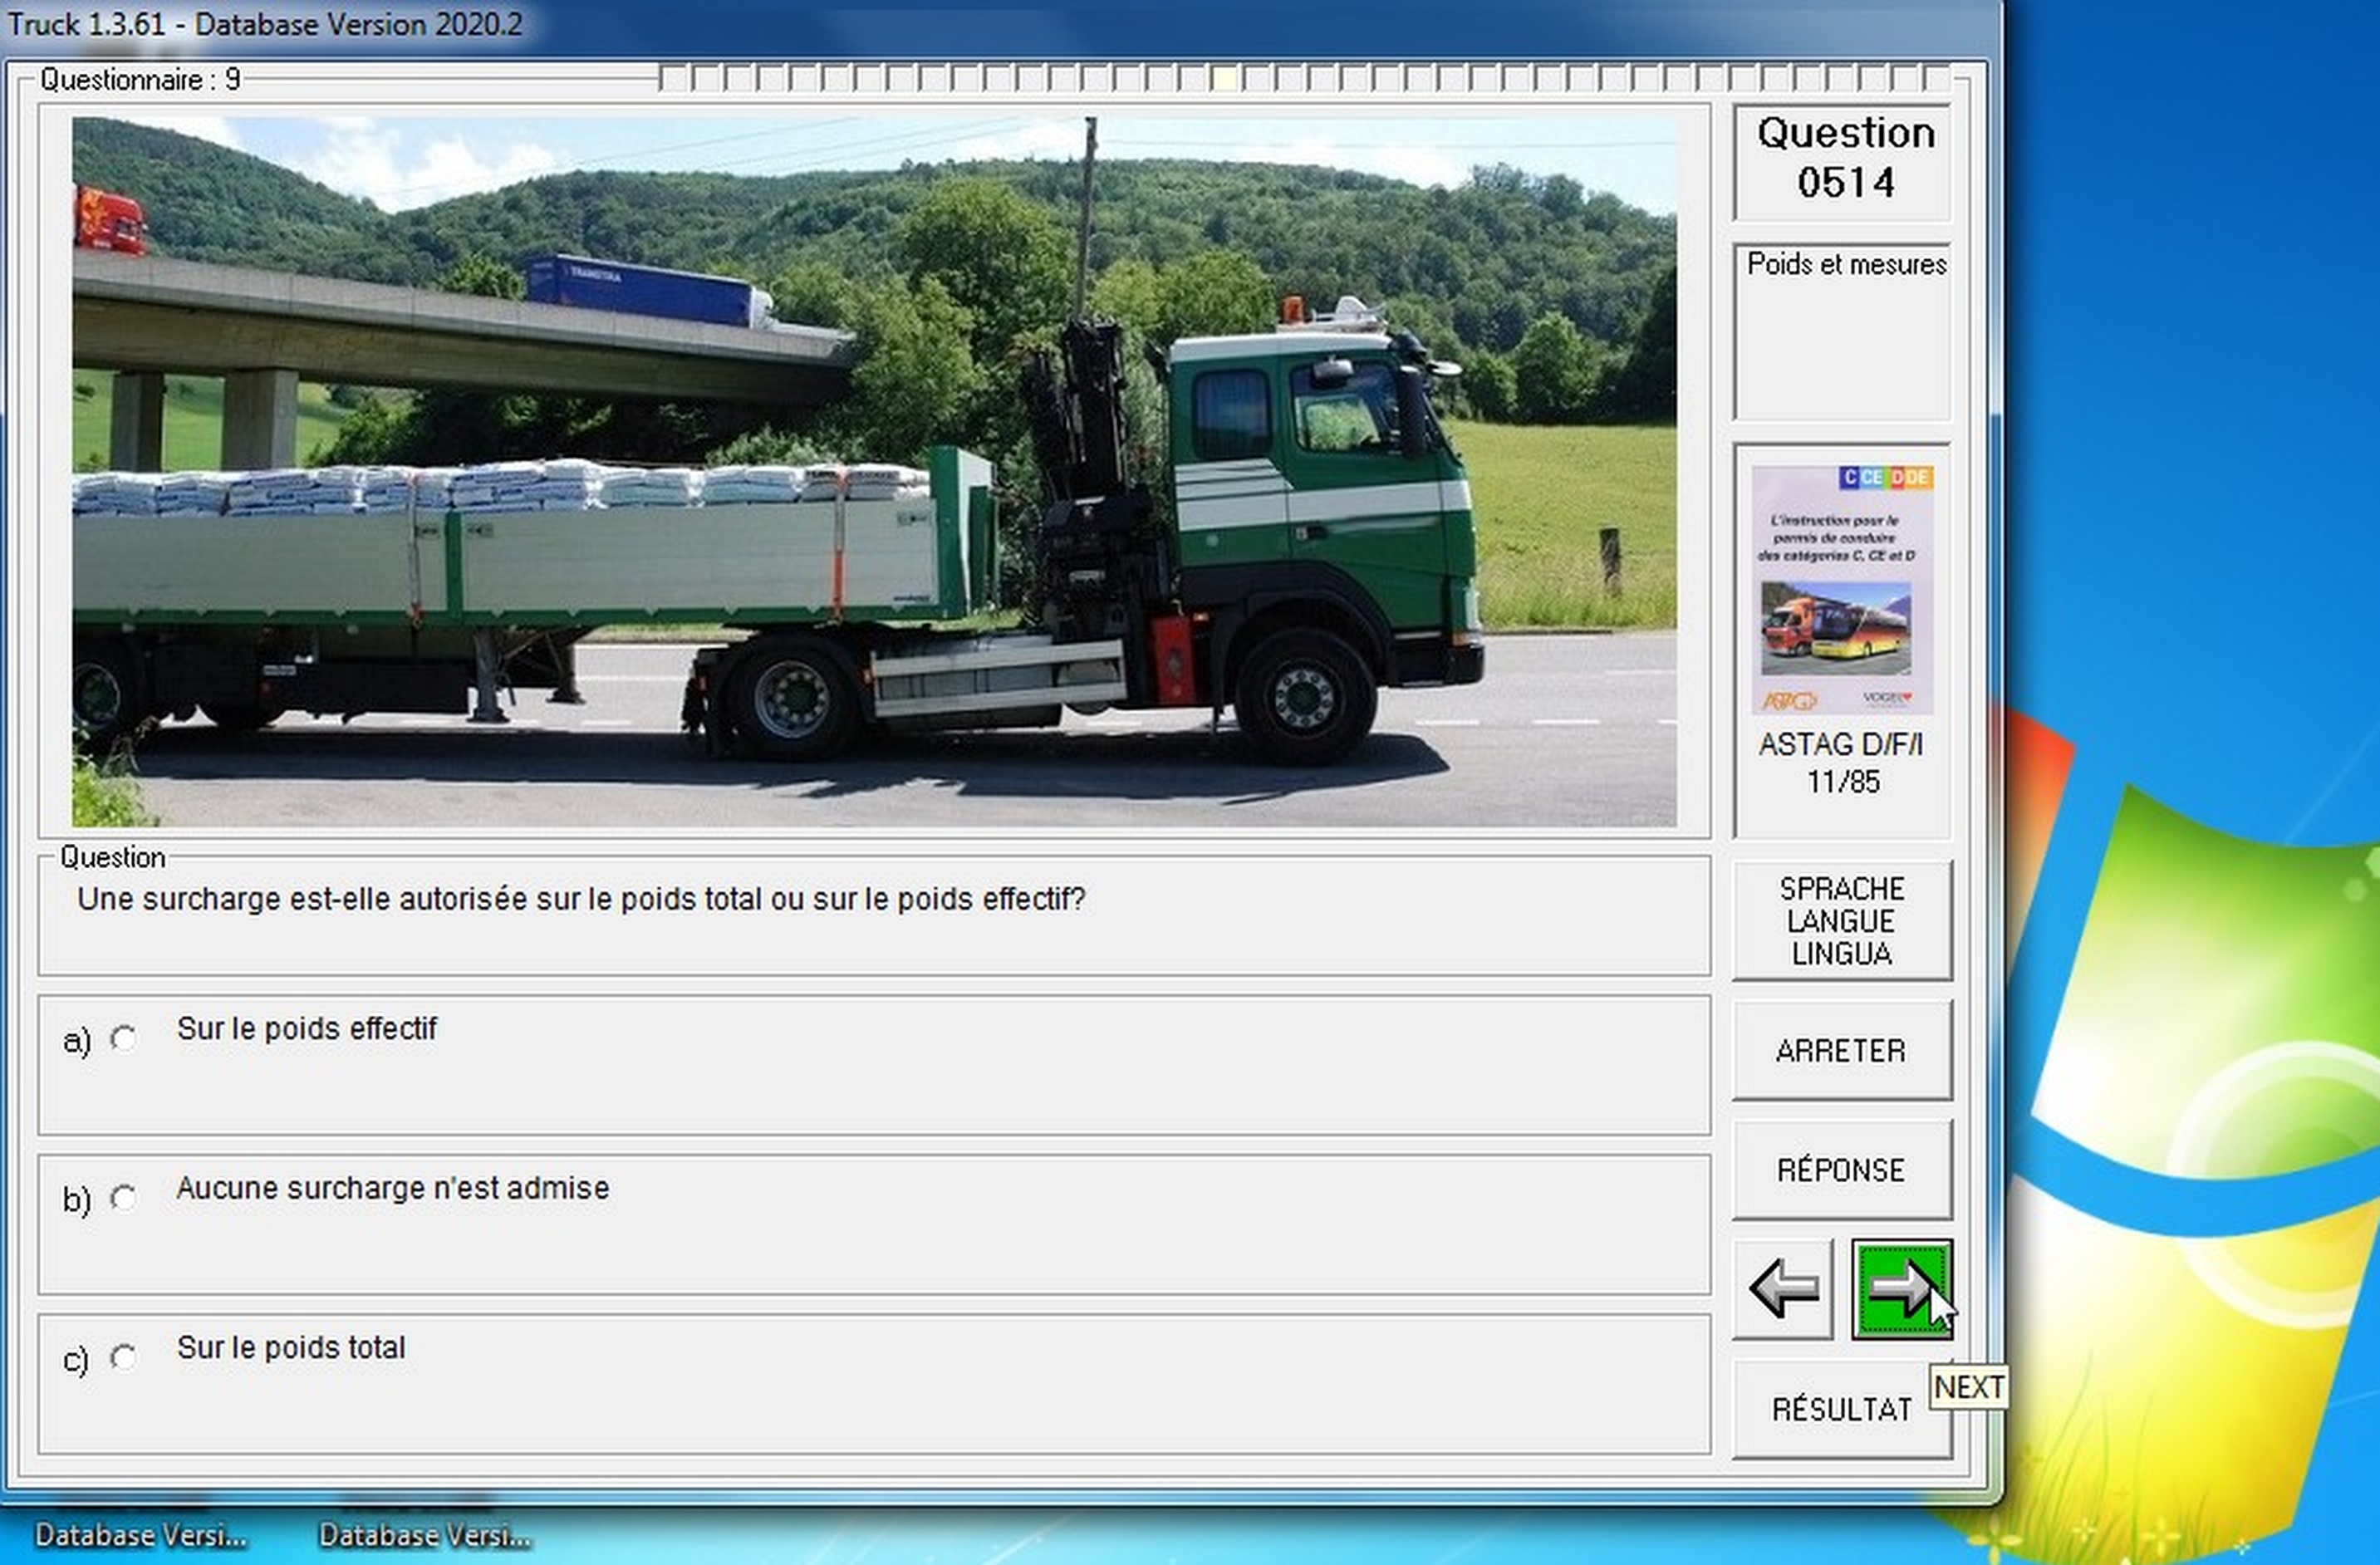 Truck 1.3.61 - Database Version 2020.2
Questionnaire : 9
Question
0514
Poids et mesures
TRANSTIRA
C CE D DE
L'instruction pour le
permis de conduire
des catégories C, CE et D
ASTAG
VOGEL
ASTAG D/F/I
11/85
Question
Une surcharge est-elle autorisée sur le poids total ou sur le poids effectif?
a) Sur le poids effectif
b) Aucune surcharge n'est admise
c) Sur le poids total
SPRACHE
LANGUE
LINGUA
ARRETER
RÉPONSE
NEXT
RÉSULTAT
Database Versi...
Database Versi...